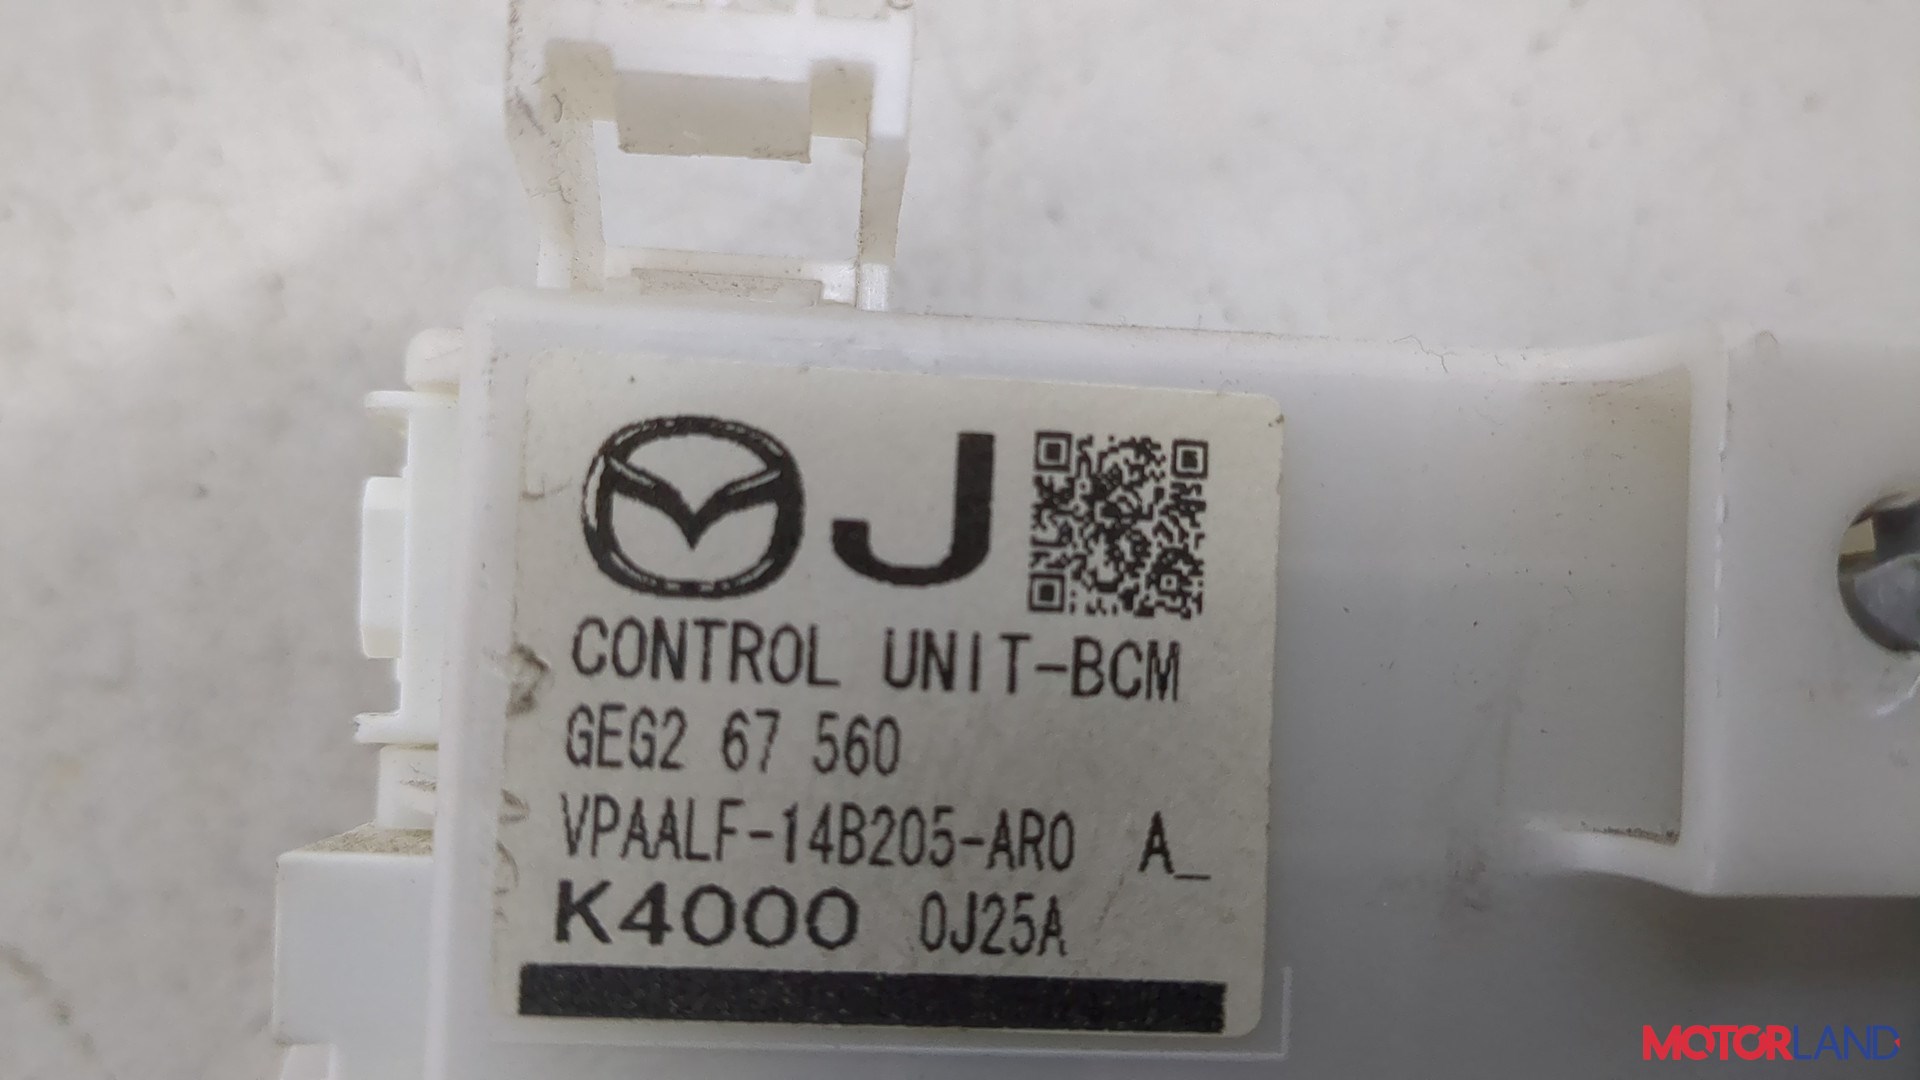 J
CONTROL UNIT-BCM
GEG2 67 560
VPAALF-14B205-AR0 A_
K4000 0J25A
MOTORLAND